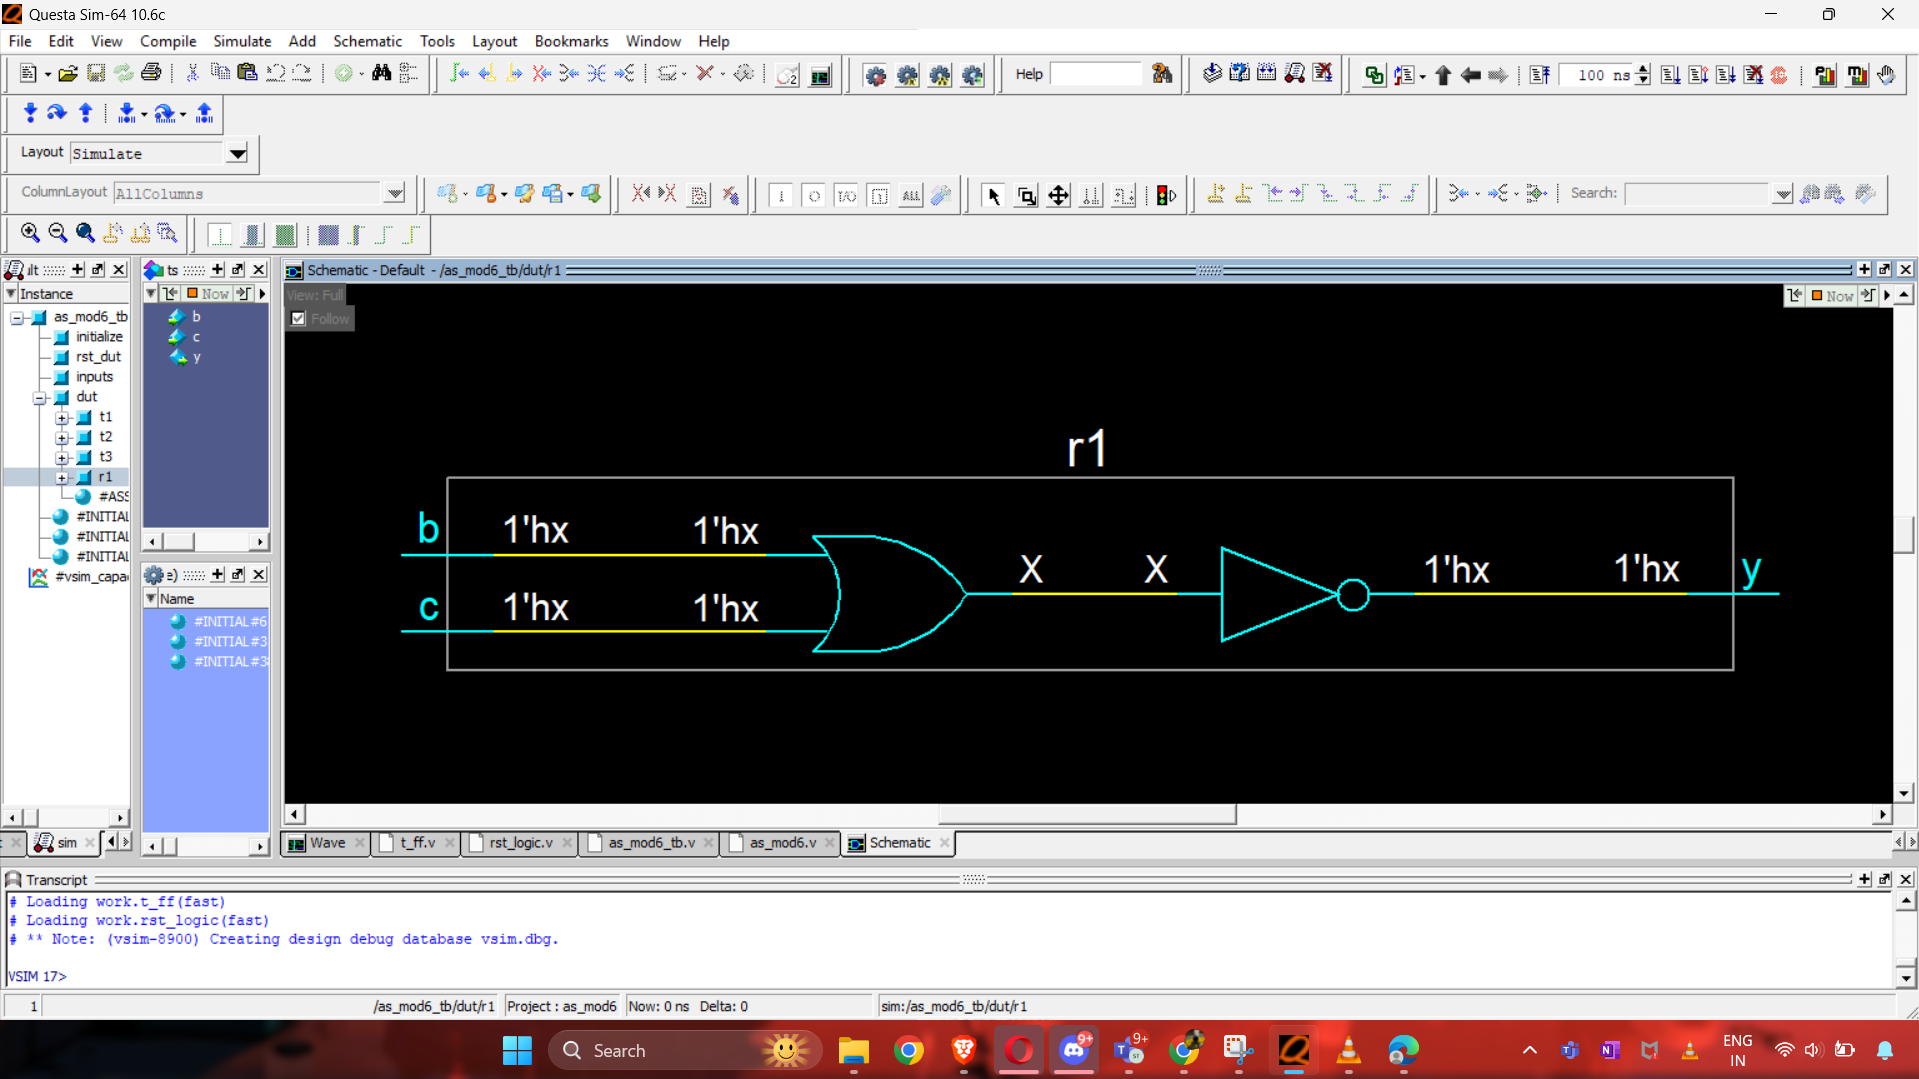 Questa Sim-64 10.6c
File Edit View Compile Simulate Add Schematic Tools Layout Bookmarks Window Help
Help
100 ns
Layout Simulate
ColumnLayout AllColumns
Search:
ts
Schematic - Default - /as_mod6_tb/dut/r1
Instance
Now
View: Full
Now
Follow
as_mod6_tb
initialize
rst_dut
inputs
dut
t1
t2
t3
r1
#ASS
#INITIAL
#INITIAL
#INITIAL
#vsim_capa
b
c
y
e)
Name
#INITIAL#6
#INITIAL#3
#INITIAL#3
r1
b 1'hx 1'hx
X X 1'hx 1'hx y
c 1'hx 1'hx
sim
Wave t_ff.v rst_logic.v as_mod6_tb.v as_mod6.v Schematic
Transcript
# Loading work.t_ff(fast)
# Loading work.rst_logic(fast)
# ** Note: (vsim-8900) Creating design debug database vsim.dbg.
VSIM 17>
1 /as_mod6_tb/dut/r1 Project : as_mod6 Now: 0 ns Delta: 0 sim:/as_mod6_tb/dut/r1
Search
9+
9+
ENG
IN